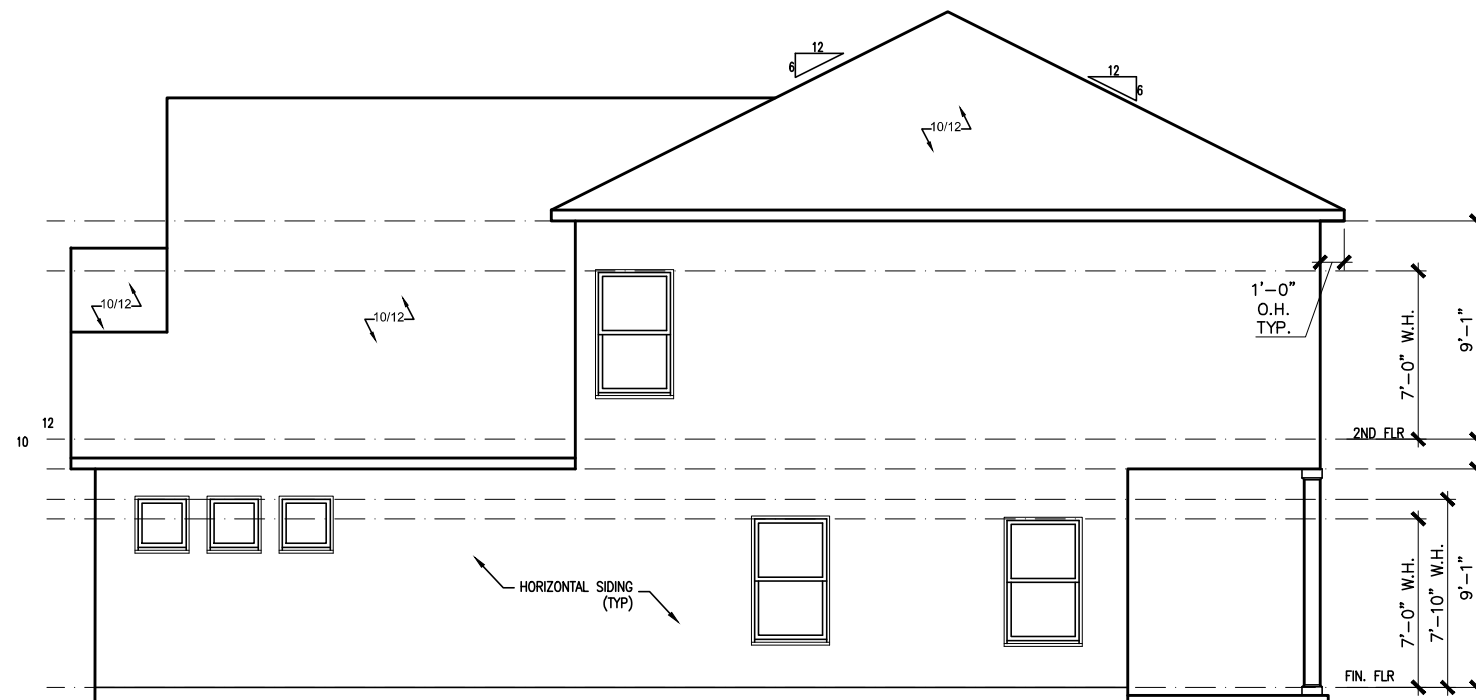 12
6
12
6
10/12
10/12
10/12
1'-0"
O.H.
TYP.
7'-0" W.H.
9'-1"
12
10
2ND FLR
HORIZONTAL SIDING
(TYP)
7'-0" W.H.
7'-10" W.H.
9'-1"
FIN. FLR